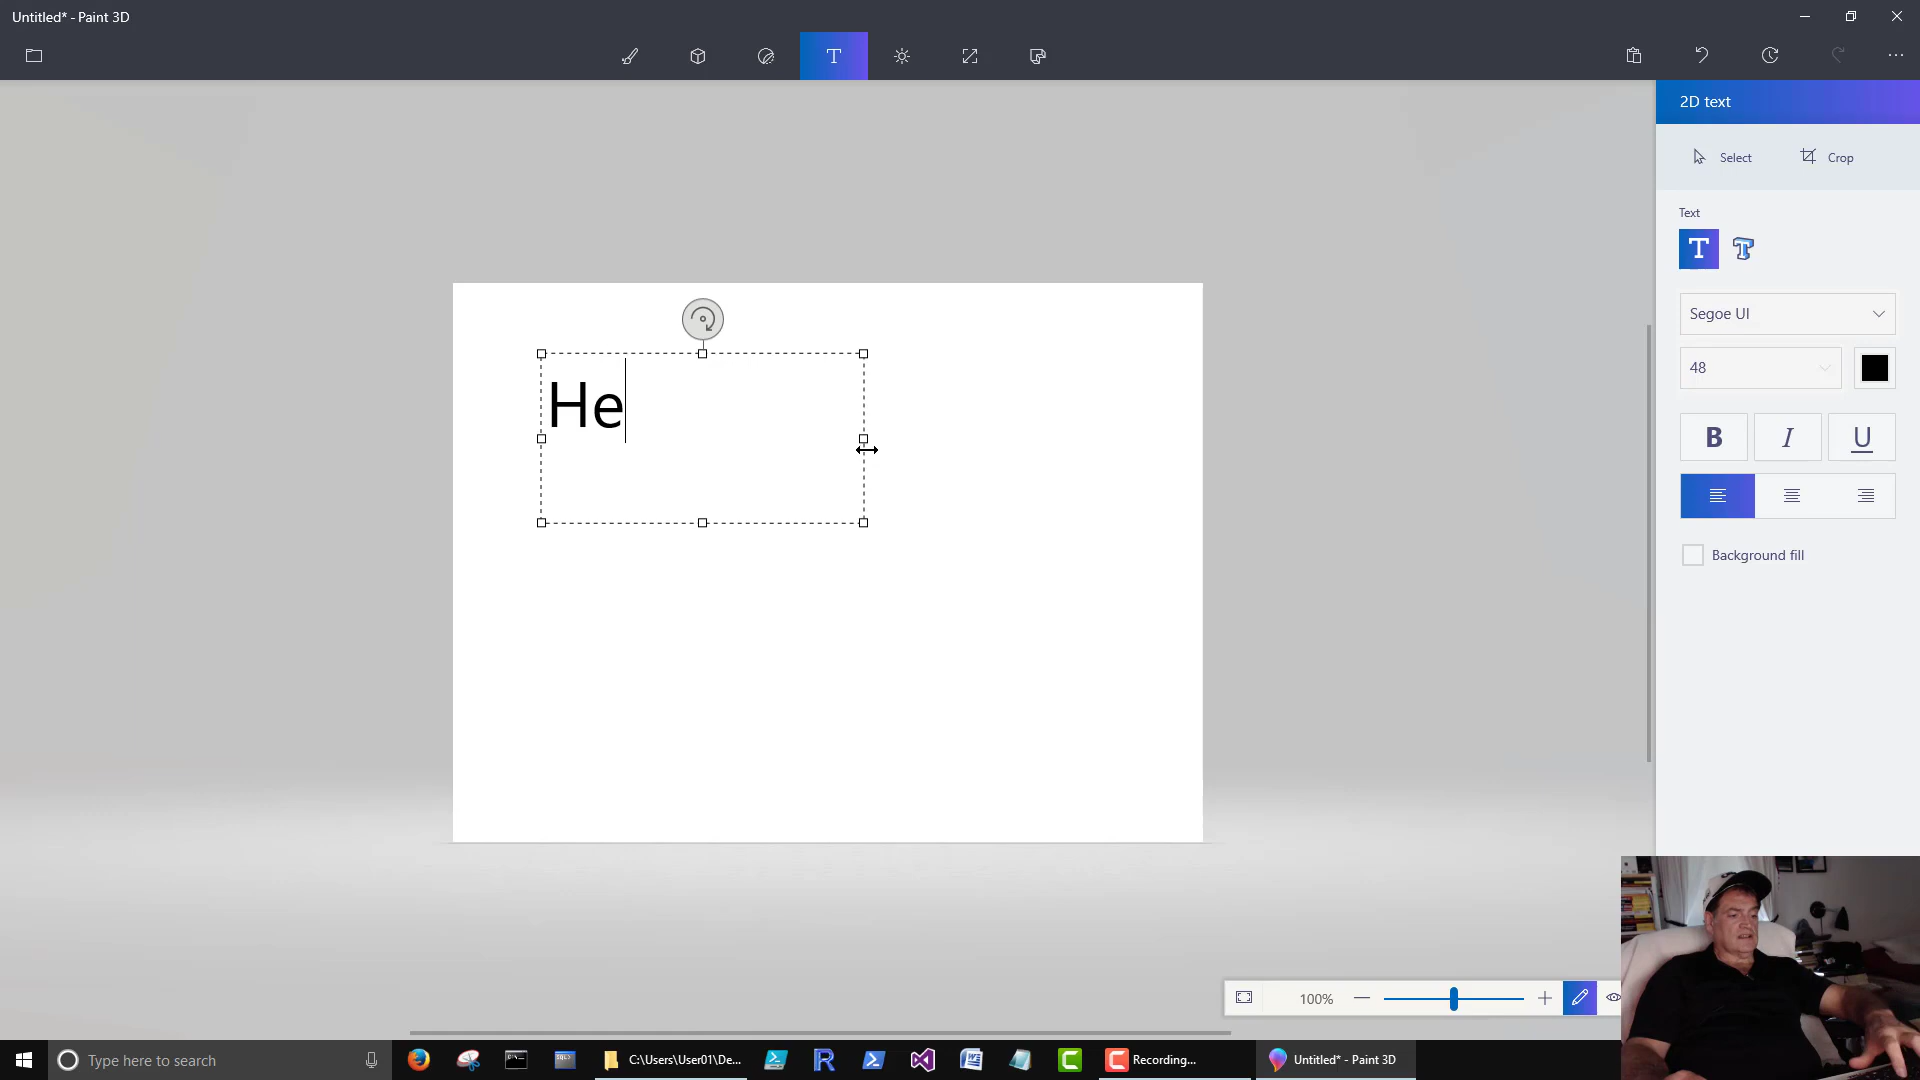 Untitled* - Paint 3D
T
2D text
Select
Crop
Text
T
T
Segoe UI
48
B
I
U
Background fill
He
100%
Type here to search
C:\Users\User01\De...
R
Recording...
Untitled* - Paint 3D